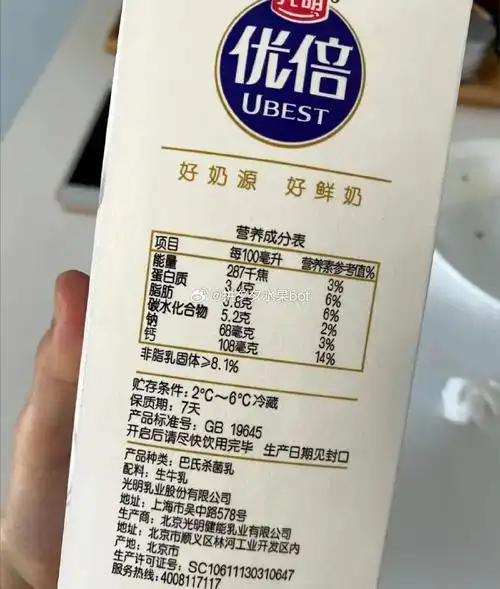 光明
优倍
UBEST
好奶源 好鲜奶
营养成分表
项目 每100毫升 营养素参考值%
能量 287千焦 3%
蛋白质 3.4克 6%
脂肪 3.8克 6%
碳水化合物 5.2克 2%
钠 68毫克 3%
钙 108毫克 14%
非脂乳固体≥8.1%
贮存条件: 2°C~6°C冷藏
保质期: 7天
产品标准号: GB 19645
开启后请尽快饮用完毕 生产日期见封口
产品种类: 巴氏杀菌乳
配料: 生牛乳
光明乳业股份有限公司
地址: 上海市吴中路578号
生产商: 北京光明健能乳业有限公司
地址: 北京市顺义区林河工业开发区内
产地: 北京市
生产许可证号: SC10611130310647
服务热线: 4008117117